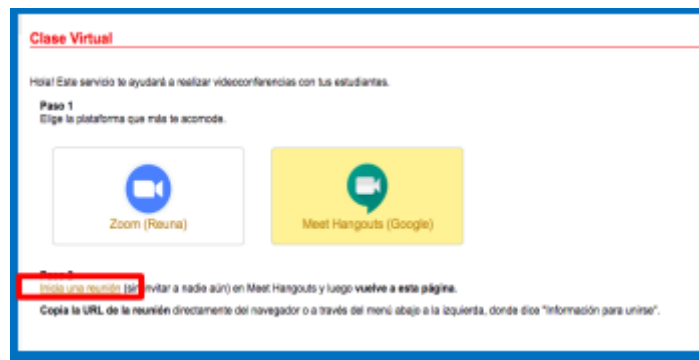 Clase Virtual
Hola! Este servicio te ayudará a realizar videoconferencias con tus estudiantes.
Paso 1
Elige la plataforma que más te acomode.
Zoom (Reuna)
Meet Hangouts (Google)
Inicia una reunión (sin invitar a nadie aún) en Meet Hangouts y luego vuelve a esta página.
Copia la URL de la reunión directamente del navegador o a través del menú abajo a la izquierda, donde dice "Información para unirse".